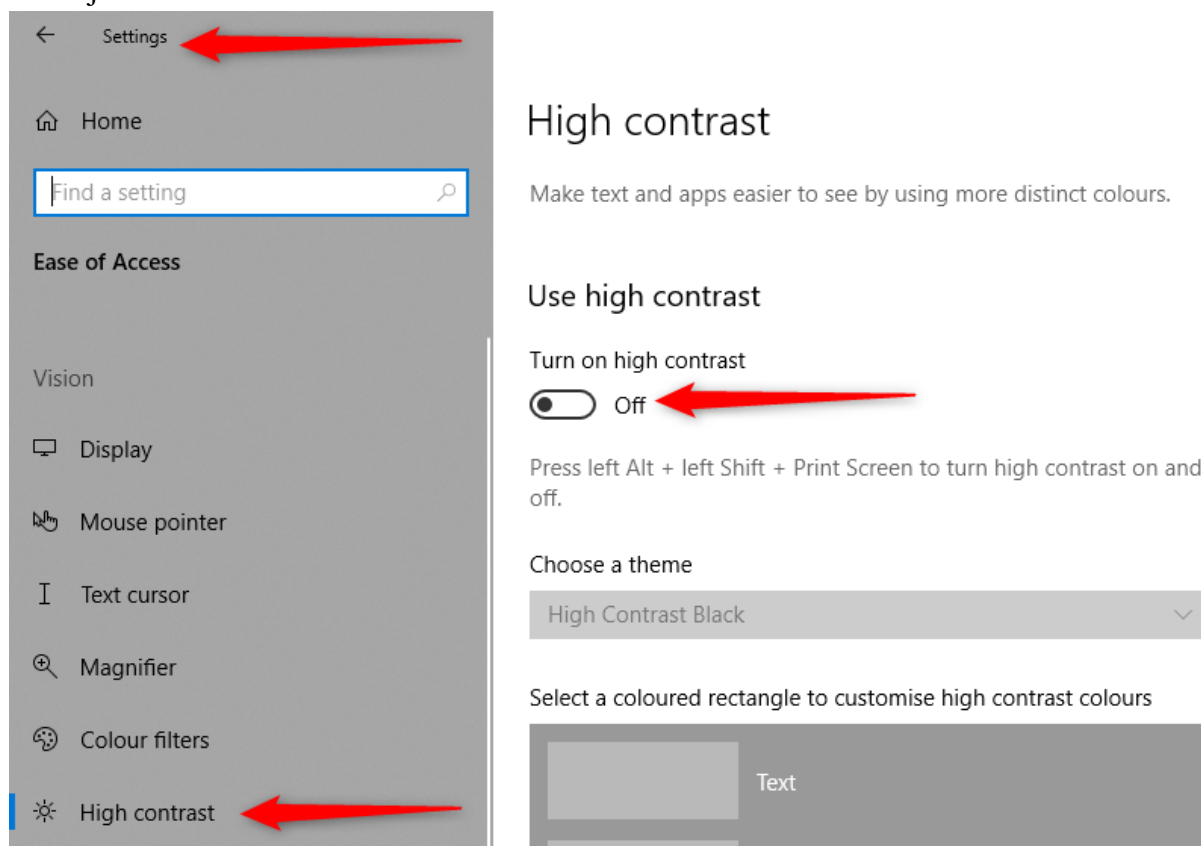 Settings
Home
Find a setting
Ease of Access
Vision
Display
Mouse pointer
Text cursor
Magnifier
Colour filters
High contrast
High contrast
Make text and apps easier to see by using more distinct colours.
Use high contrast
Turn on high contrast
Off
Press left Alt + left Shift + Print Screen to turn high contrast on and
off.
Choose a theme
High Contrast Black
Select a coloured rectangle to customise high contrast colours
Text